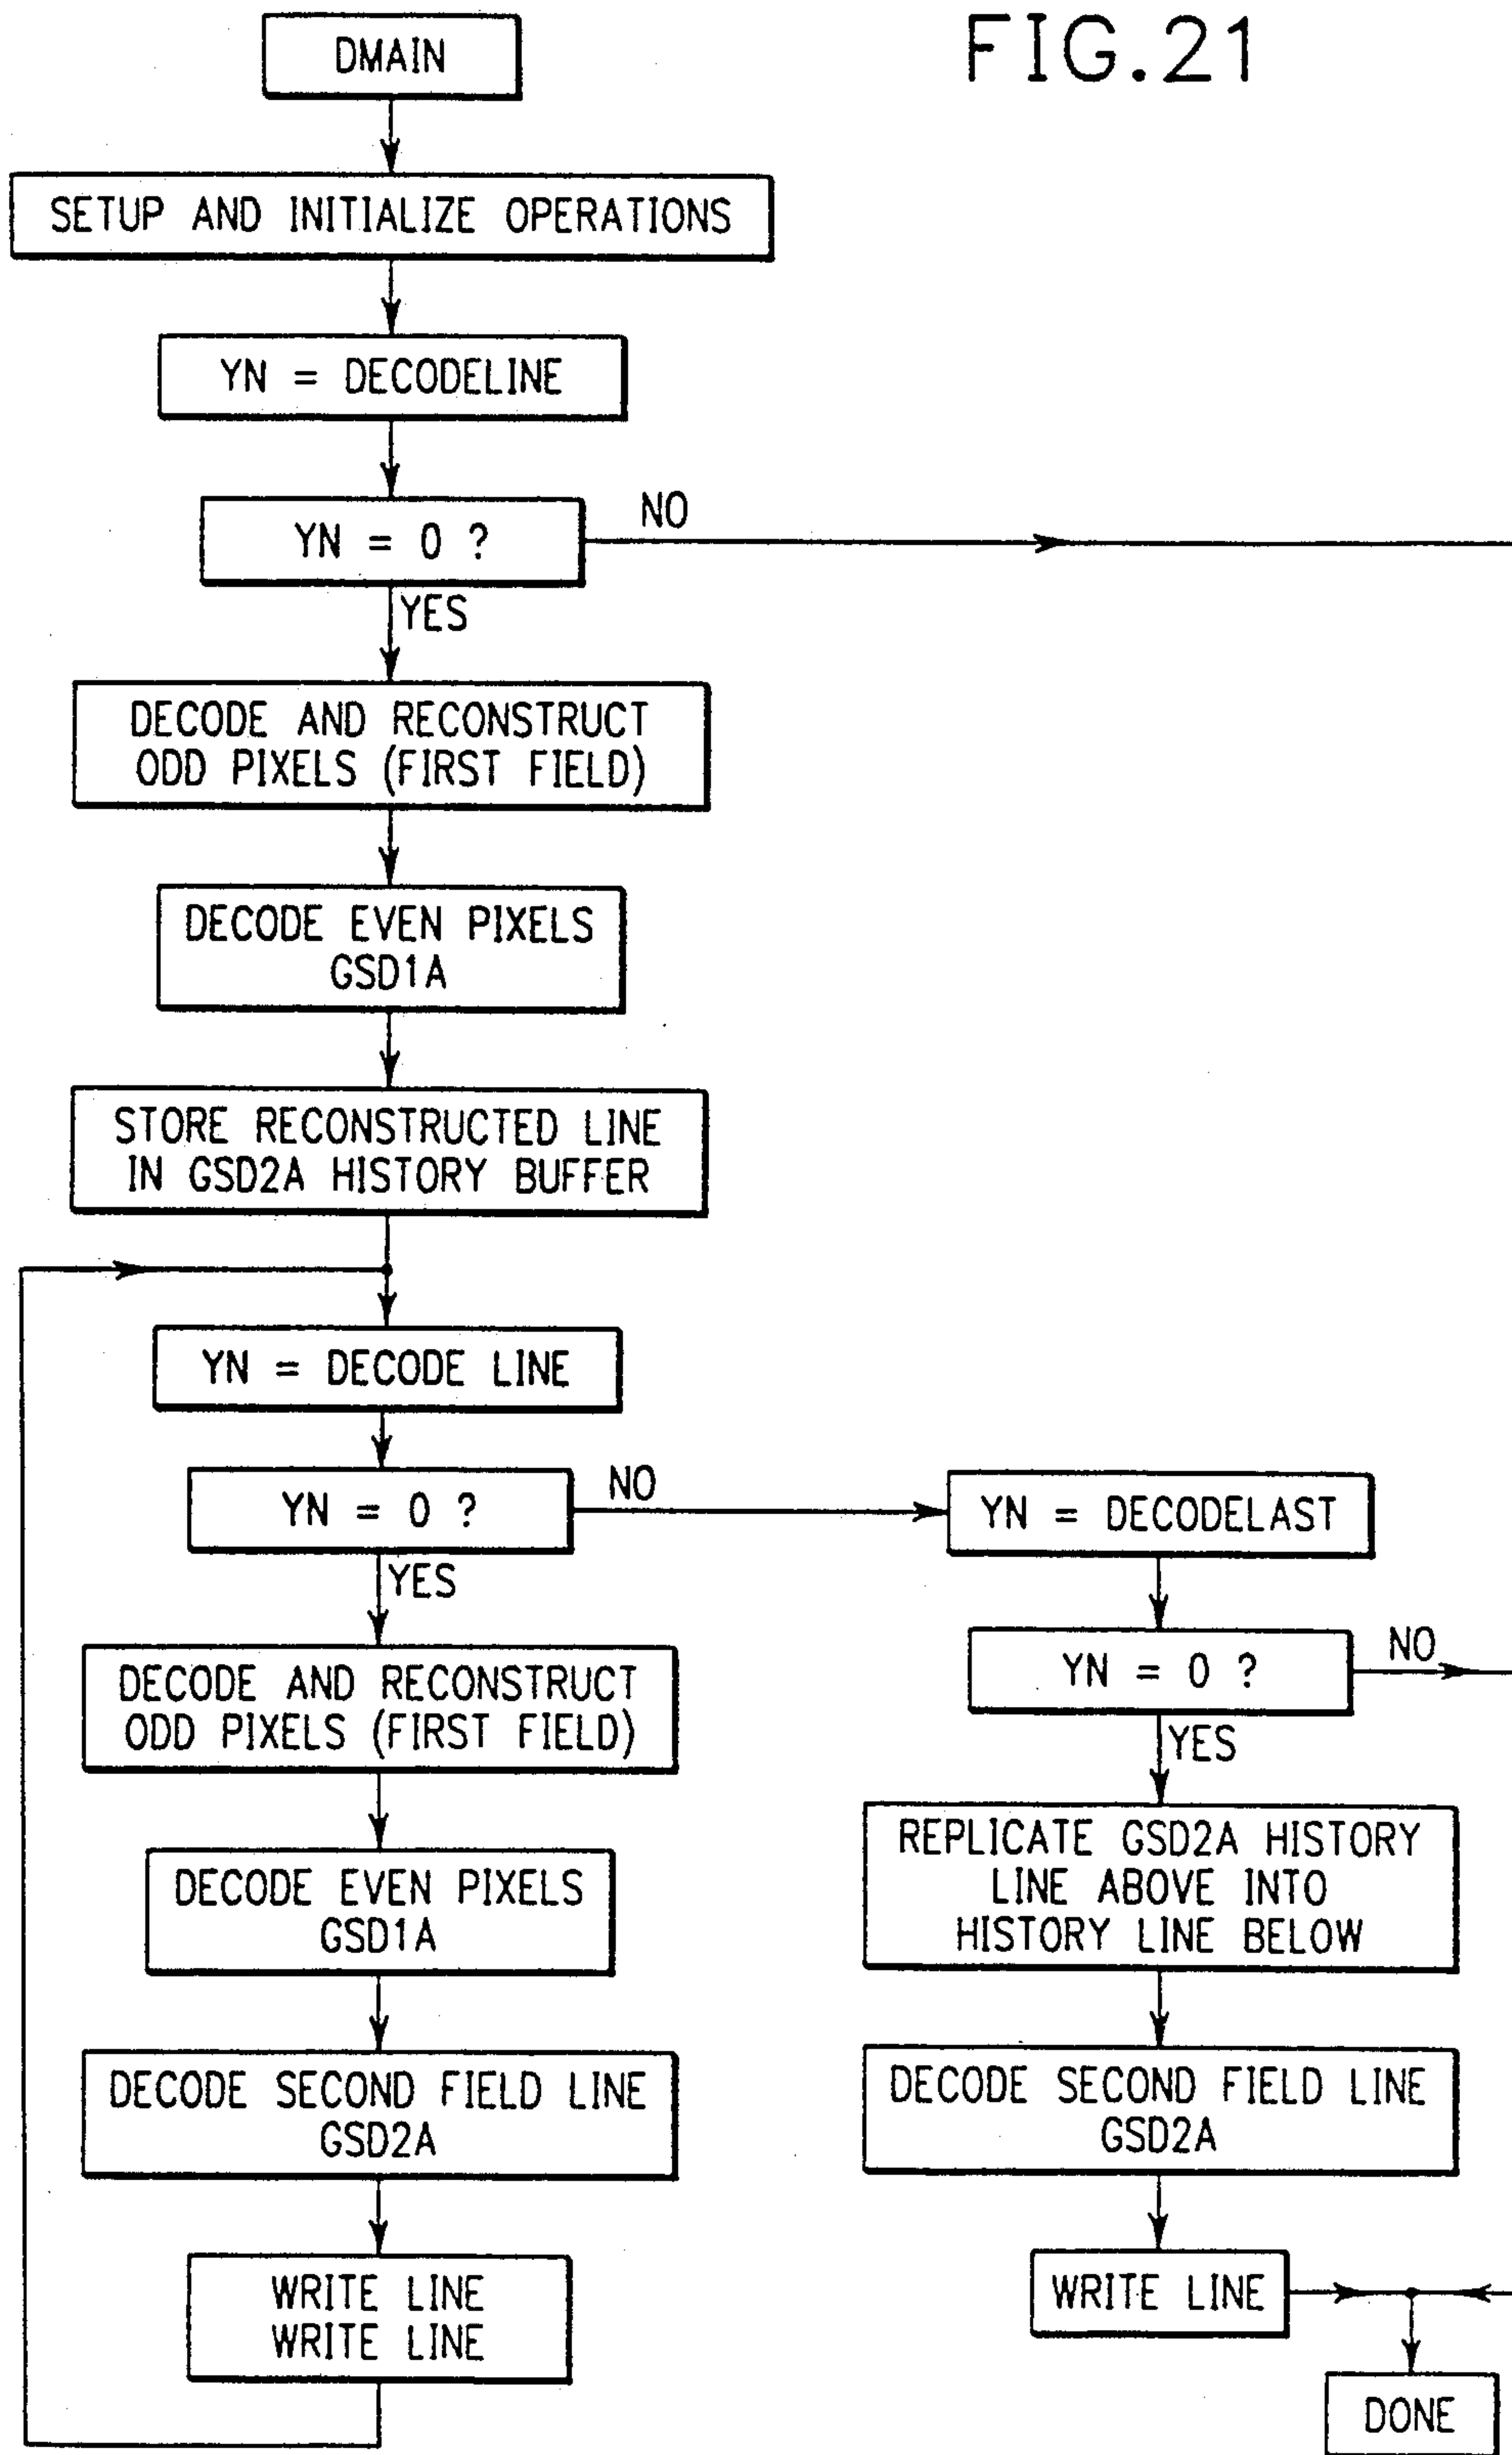 FIG.21
DMAIN
SETUP AND INITIALIZE OPERATIONS
YN = DECODELINE
YN = 0 ?
NO
YES
DECODE AND RECONSTRUCT
ODD PIXELS (FIRST FIELD)
DECODE EVEN PIXELS
GSD1A
STORE RECONSTRUCTED LINE
IN GSD2A HISTORY BUFFER
YN = DECODE LINE
YN = 0 ?
NO
YES
DECODE AND RECONSTRUCT
ODD PIXELS (FIRST FIELD)
DECODE EVEN PIXELS
GSD1A
DECODE SECOND FIELD LINE
GSD2A
WRITE LINE
WRITE LINE
YN = DECODELAST
YN = 0 ?
NO
YES
REPLICATE GSD2A HISTORY
LINE ABOVE INTO
HISTORY LINE BELOW
DECODE SECOND FIELD LINE
GSD2A
WRITE LINE
DONE